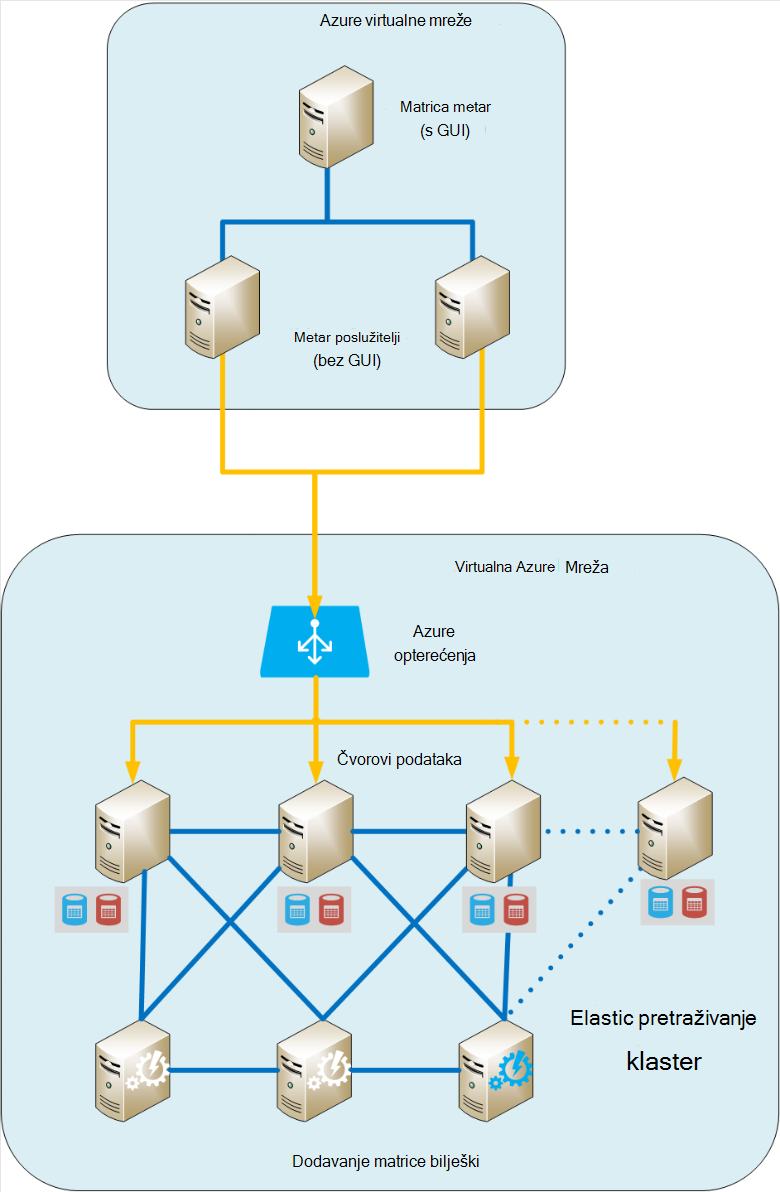 Azure virtualne mreže
Matrica metar
(s GUI)
Metar poslužitelji
(bez GUI)
Virtualna Azure Mreža
Azure
opterećenja
Čvorovi podataka
Elastic pretraživanje
klaster
Dodavanje matrice bilješki